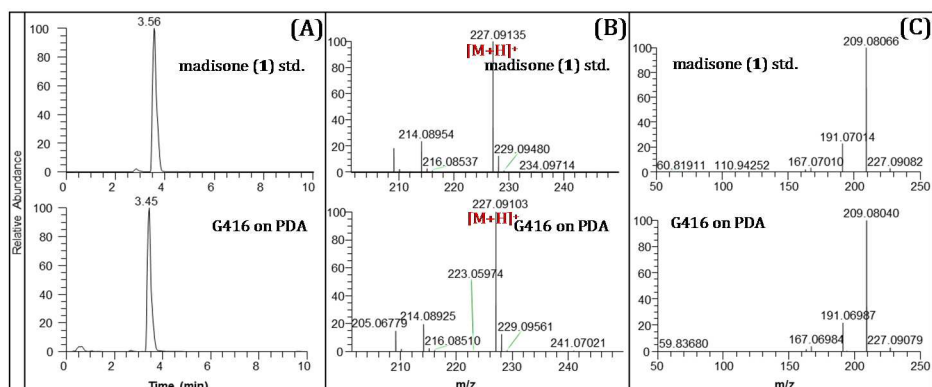 (A)
3.56
madisone (1) std.
100
80
60
40
20
0
0 2 4 6 8 10
(B)
227.09135
[M+H]⁺
madisone (1) std.
100
80
60
40
20
0
214.08954
216.08537
229.09480
234.09714
210 220 230 240
(C)
209.08066
madisone (1) std.
100
80
60
40
20
0
191.07014
60.81911 110.94252 167.07010 227.09082
50 100 150 200 250
Relative Abundance
3.45
G416 on PDA
100
80
60
40
20
0
0 2 4 6 8 10
Time (min)
227.09103
[M+H]⁺
G416 on PDA
100
80
60
40
20
0
223.05974
205.06779
214.08925
216.08510
229.09561
241.07021
210 220 230 240
m/z
G416 on PDA
209.08040
100
80
60
40
20
0
191.06987
59.83680 167.06984 227.09079
50 100 150 200 250
m/z